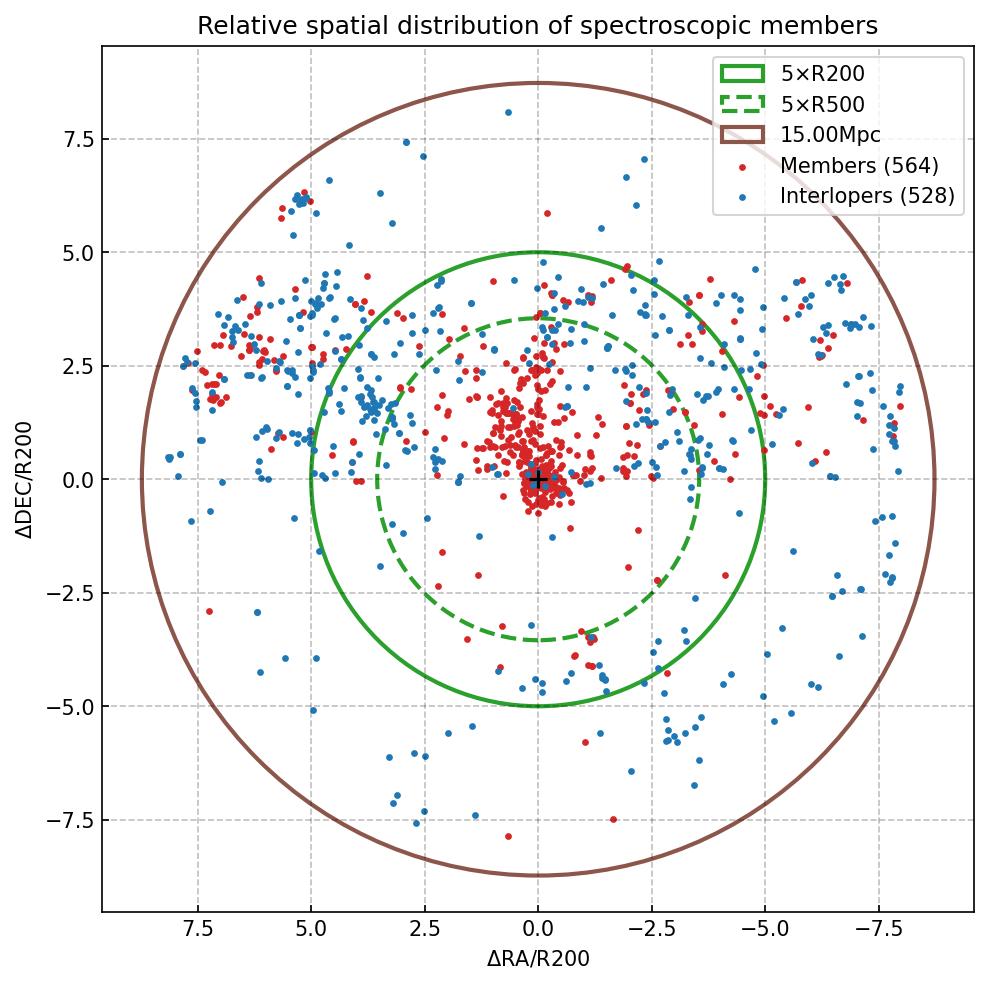 Relative spatial distribution of spectroscopic members
5×R200
5×R500
15.00Mpc
Members (564)
Interlopers (528)
7.5
5.0
2.5
0.0
−2.5
−5.0
−7.5
ΔDEC/R200
7.5 5.0 2.5 0.0 −2.5 −5.0 −7.5
ΔRA/R200